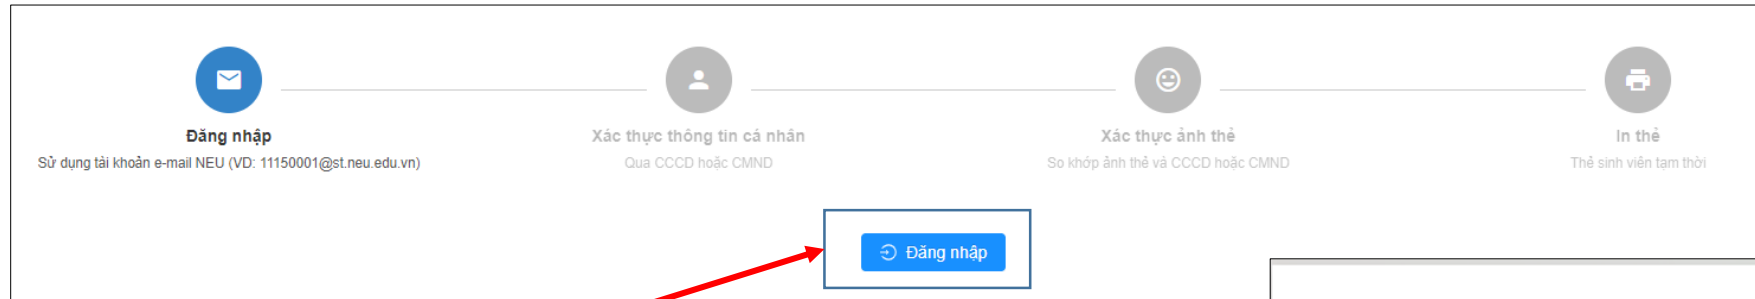 Đăng nhập
Sử dụng tài khoản e-mail NEU (VD: 11150001@st.neu.edu.vn)
Xác thực thông tin cá nhân
Qua CCCD hoặc CMND
Xác thực ảnh thẻ
So khớp ảnh thẻ và CCCD hoặc CMND
In thẻ
Thẻ sinh viên tạm thời
Đăng nhập